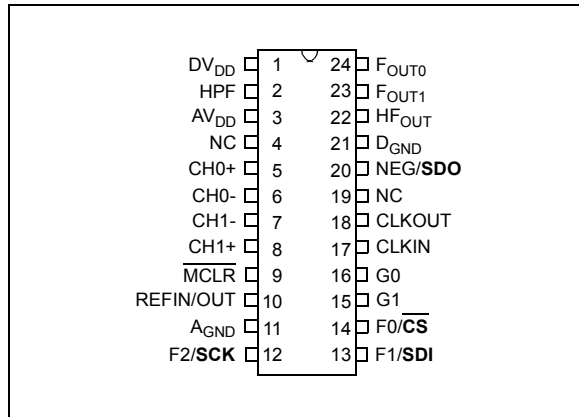 DVDD 1 24 FOUT0
HPF 2 23 FOUT1
AVDD 3 22 HFOUT
NC 4 21 DGND
CH0+ 5 20 NEG/SDO
CH0- 6 19 NC
CH1- 7 18 CLKOUT
CH1+ 8 17 CLKIN
MCLR 9 16 G0
REFIN/OUT 10 15 G1
AGND 11 14 F0/CS
F2/SCK 12 13 F1/SDI